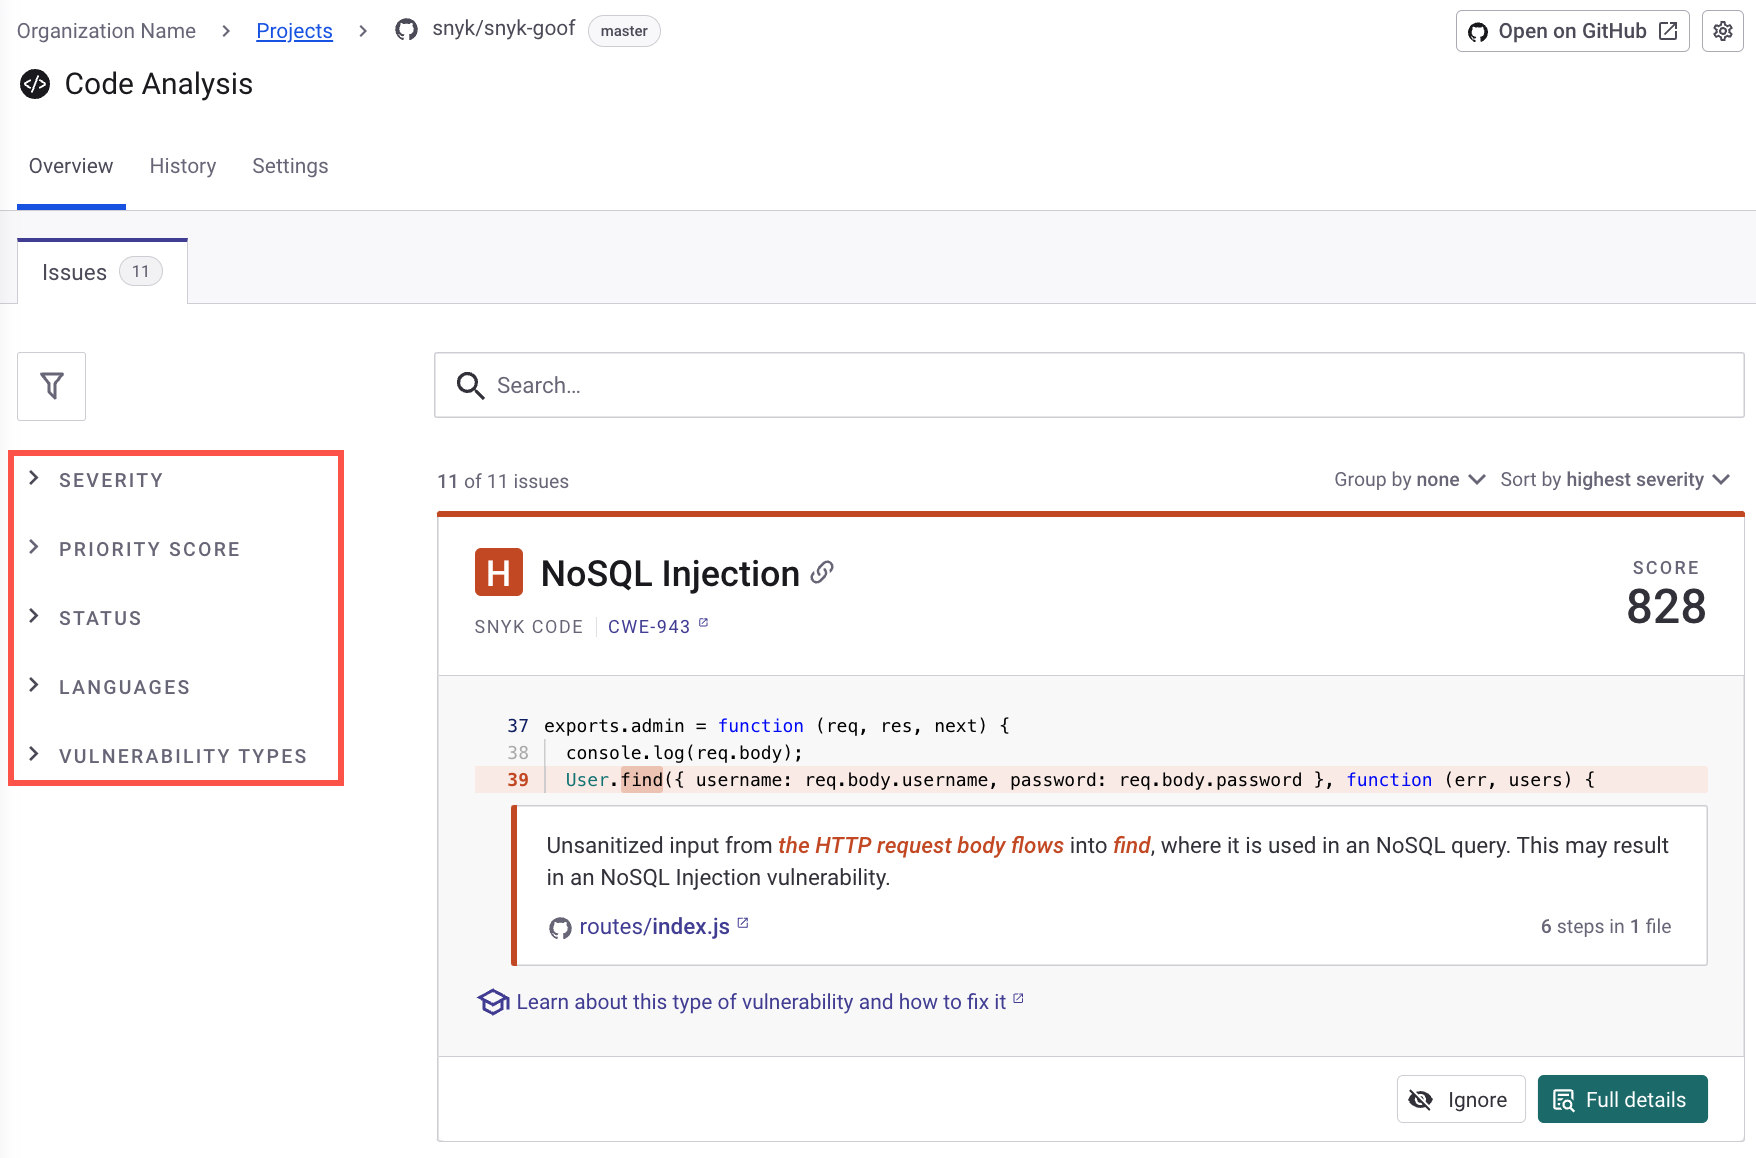 Organization Name > Projects > snyk/snyk-goof master
Open on GitHub
Code Analysis
Overview History Settings
Issues 11
Search...
SEVERITY
PRIORITY SCORE
STATUS
LANGUAGES
VULNERABILITY TYPES
11 of 11 issues
Group by none Sort by highest severity
H NoSQL Injection
SCORE
828
SNYK CODE CWE-943
37 exports.admin = function (req, res, next) {
38 console.log(req.body);
39 User.find({ username: req.body.username, password: req.body.password }, function (err, users) {
Unsanitized input from the HTTP request body flows into find, where it is used in an NoSQL query. This may result
in an NoSQL Injection vulnerability.
routes/index.js
6 steps in 1 file
Learn about this type of vulnerability and how to fix it
Ignore
Full details